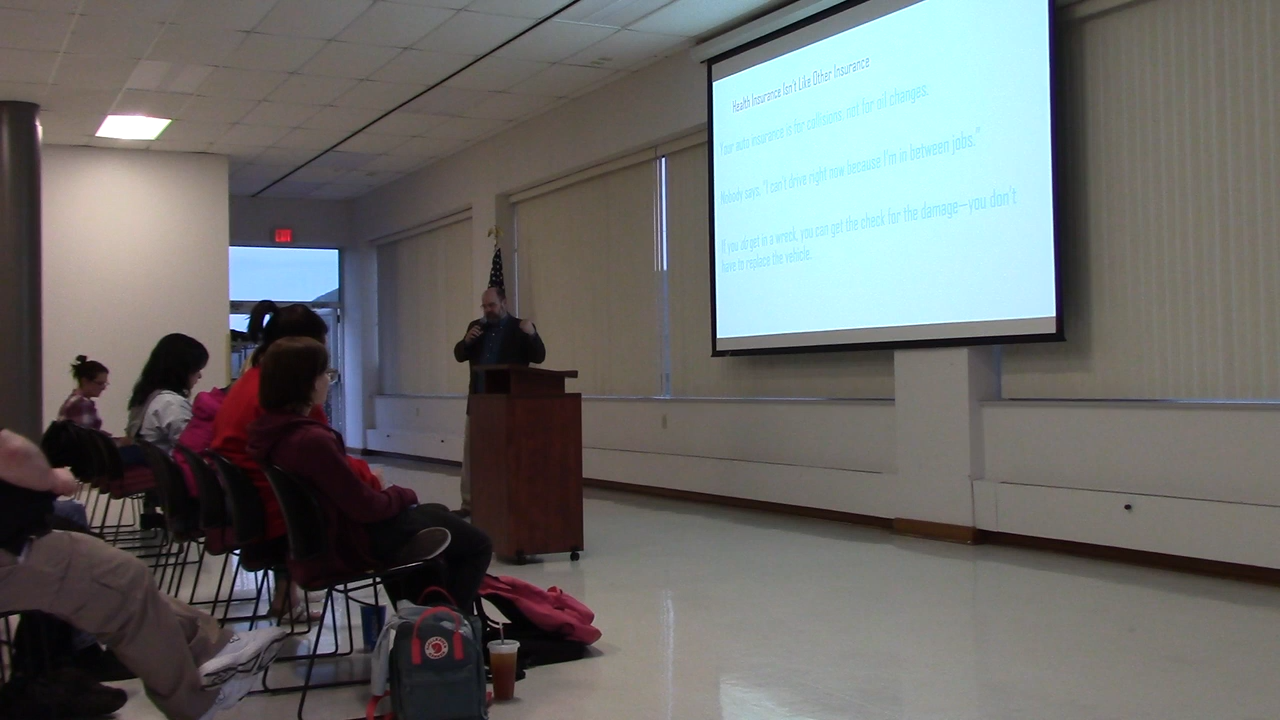 Health Insurance Isn't Like Other Insurance
Your auto insurance is for collisions, not for oil changes.
Nobody says, "I can't drive right now because I'm in between jobs."
If you do get in a wreck, you can get the check for the damage—you don't
have to replace the vehicle.
EXIT